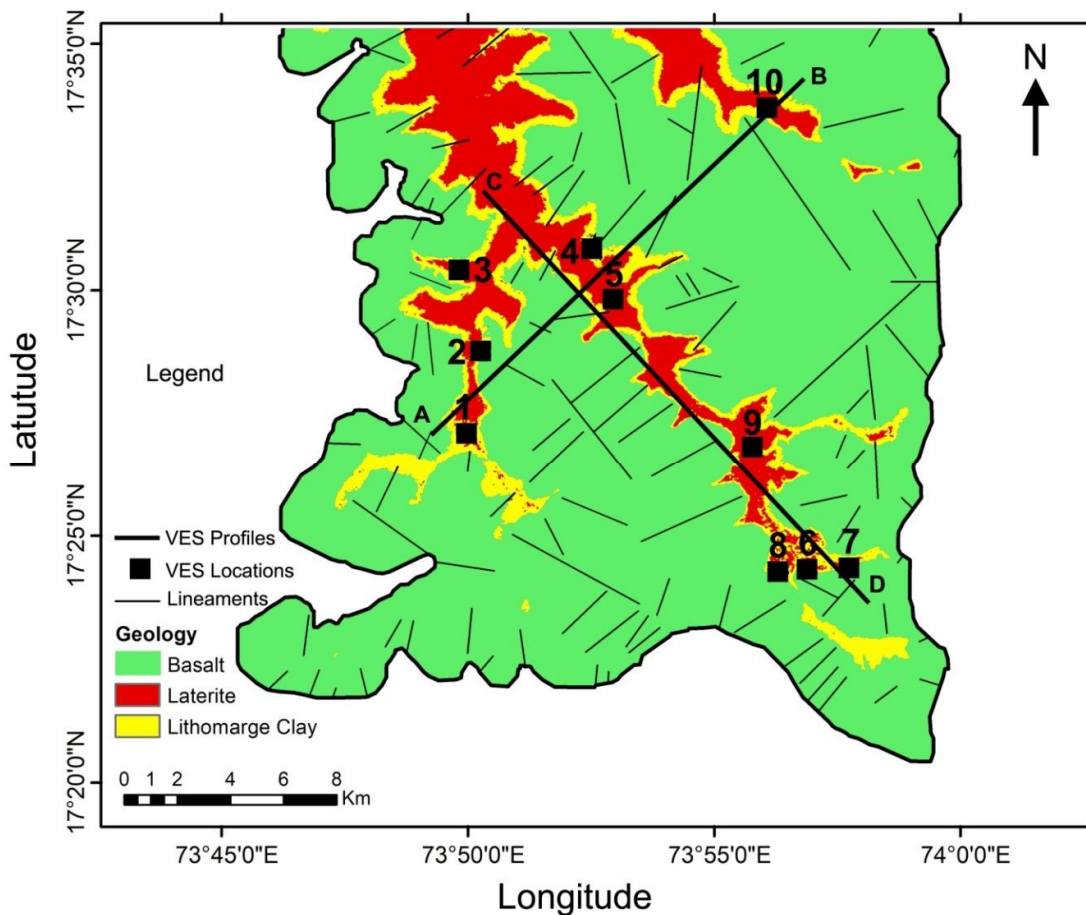 N
17°35'0"N
17°30'0"N
17°25'0"N
17°20'0"N
Latutude
10
B
C
4
5
3
2
A
1
9
8
6
7
D
Legend
VES Profiles
VES Locations
Lineaments
Geology
Basalt
Laterite
Lithomarge Clay
0 1 2 4 6 8
Km
73°45'0"E
73°50'0"E
73°55'0"E
74°0'0"E
Longitude